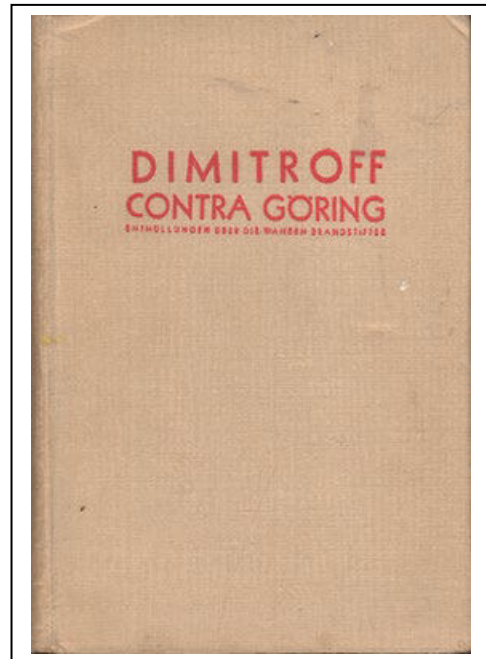 DIMITROFF
CONTRA GÖRING
ENTHÜLLUNGEN ÜBER DIE WAHREN BRANDSTIFTER